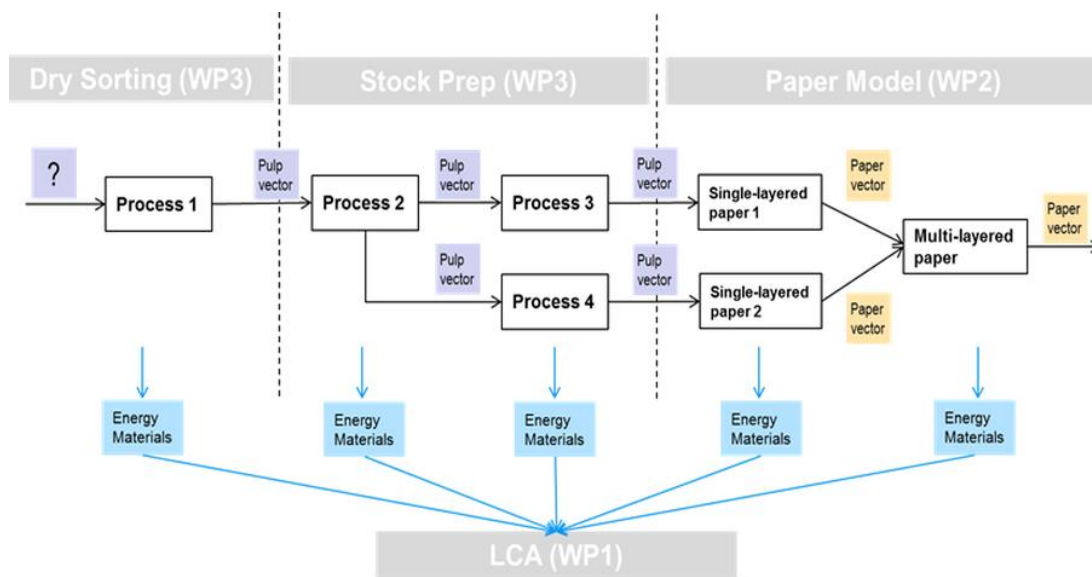 Dry Sorting (WP3)
Stock Prep (WP3)
Paper Model (WP2)
?
Process 1
Pulp
vector
Process 2
Pulp
vector
Process 3
Pulp
vector
Single-layered
paper 1
Paper
vector
Pulp
vector
Process 4
Pulp
vector
Single-layered
paper 2
Paper
vector
Multi-layered
paper
Paper
vector
Energy
Materials
Energy
Materials
Energy
Materials
Energy
Materials
Energy
Materials
LCA (WP1)